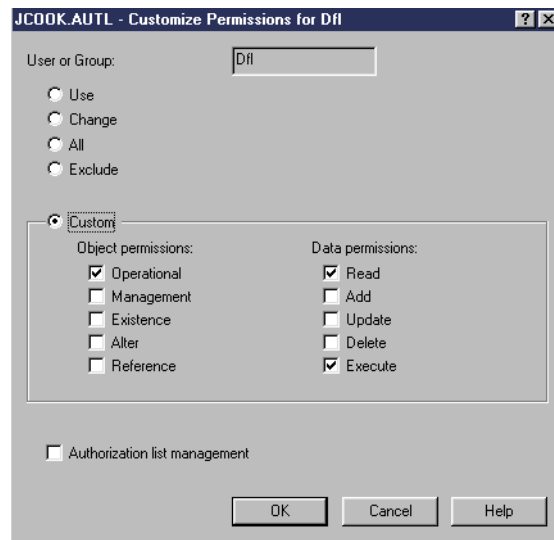 JCOOK.AUTL - Customize Permissions for Dfl
User or Group: Dfl
Use
Change
All
Exclude
Custom
Object permissions: Data permissions:
Operational Read
Management Add
Existence Update
Alter Delete
Reference Execute
Authorization list management
OK Cancel Help